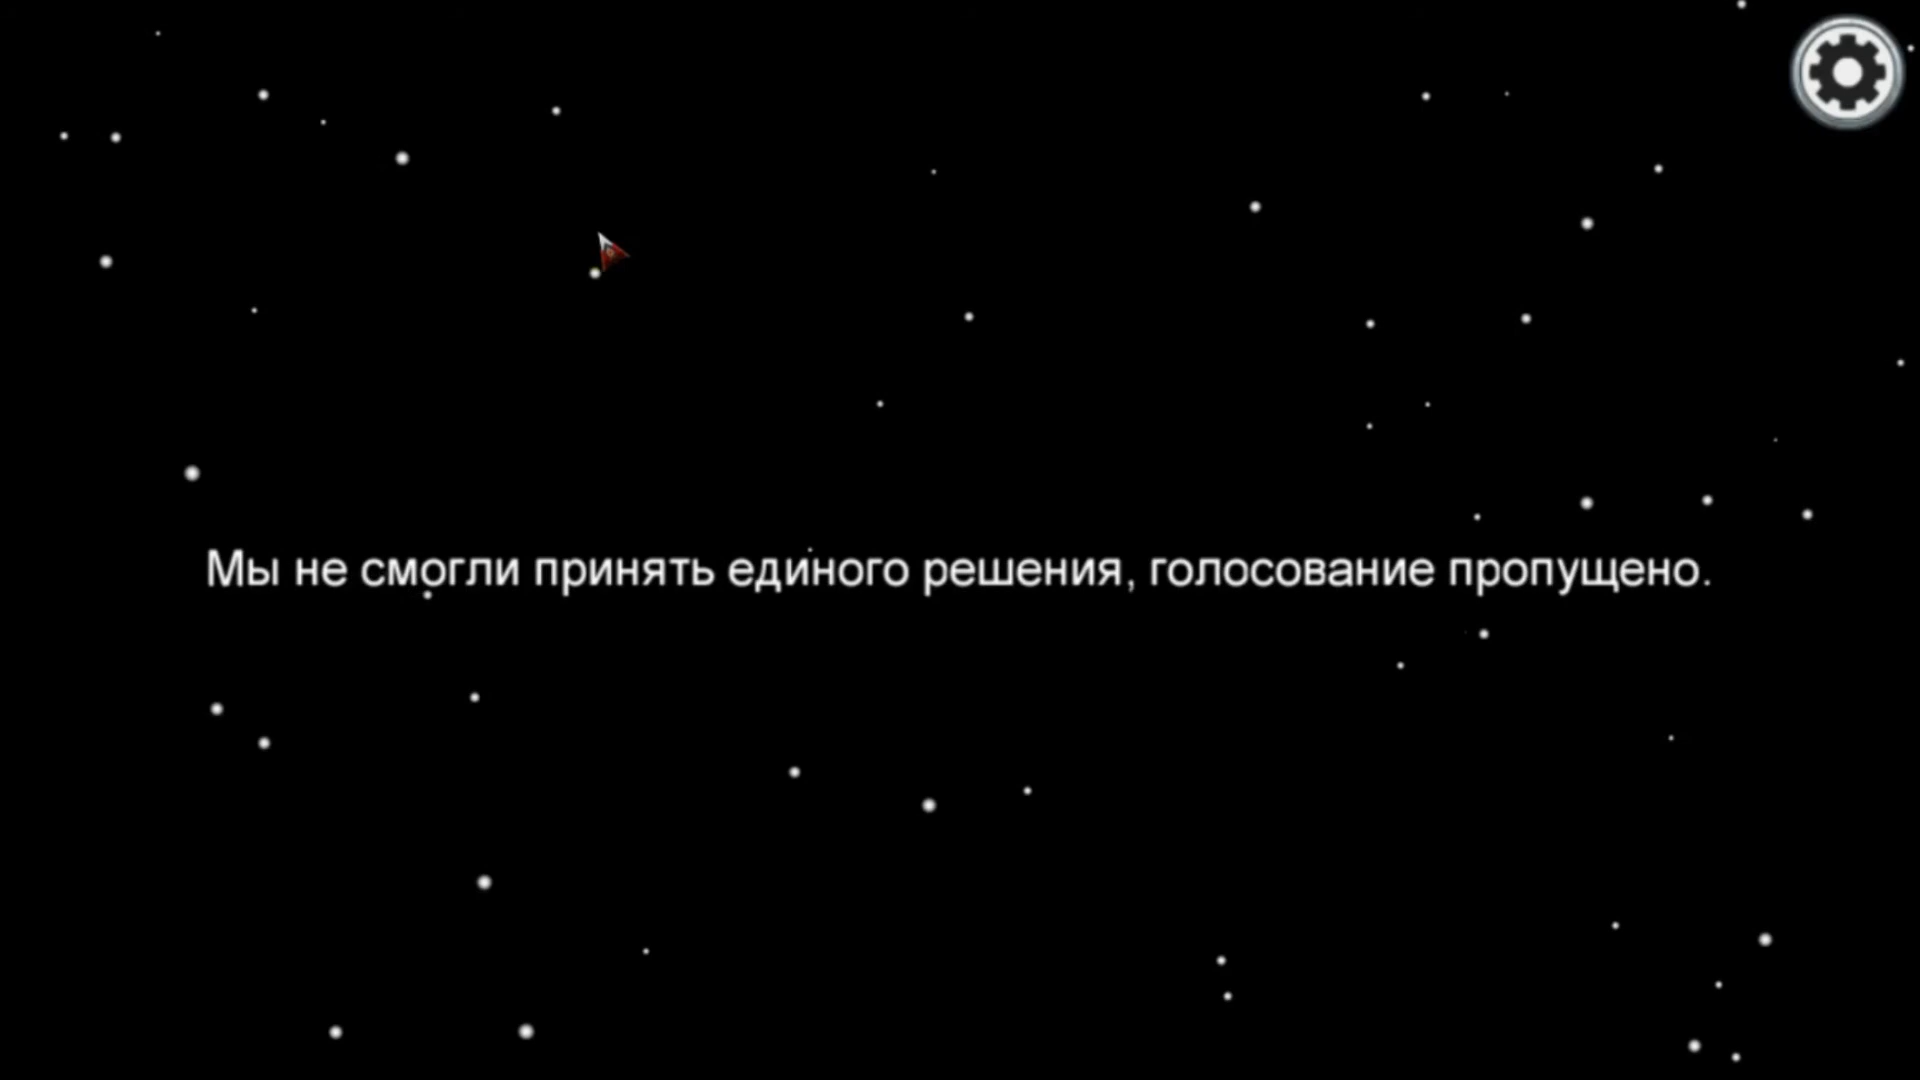 Мы не смогли принять единого решения, голосование пропущено.